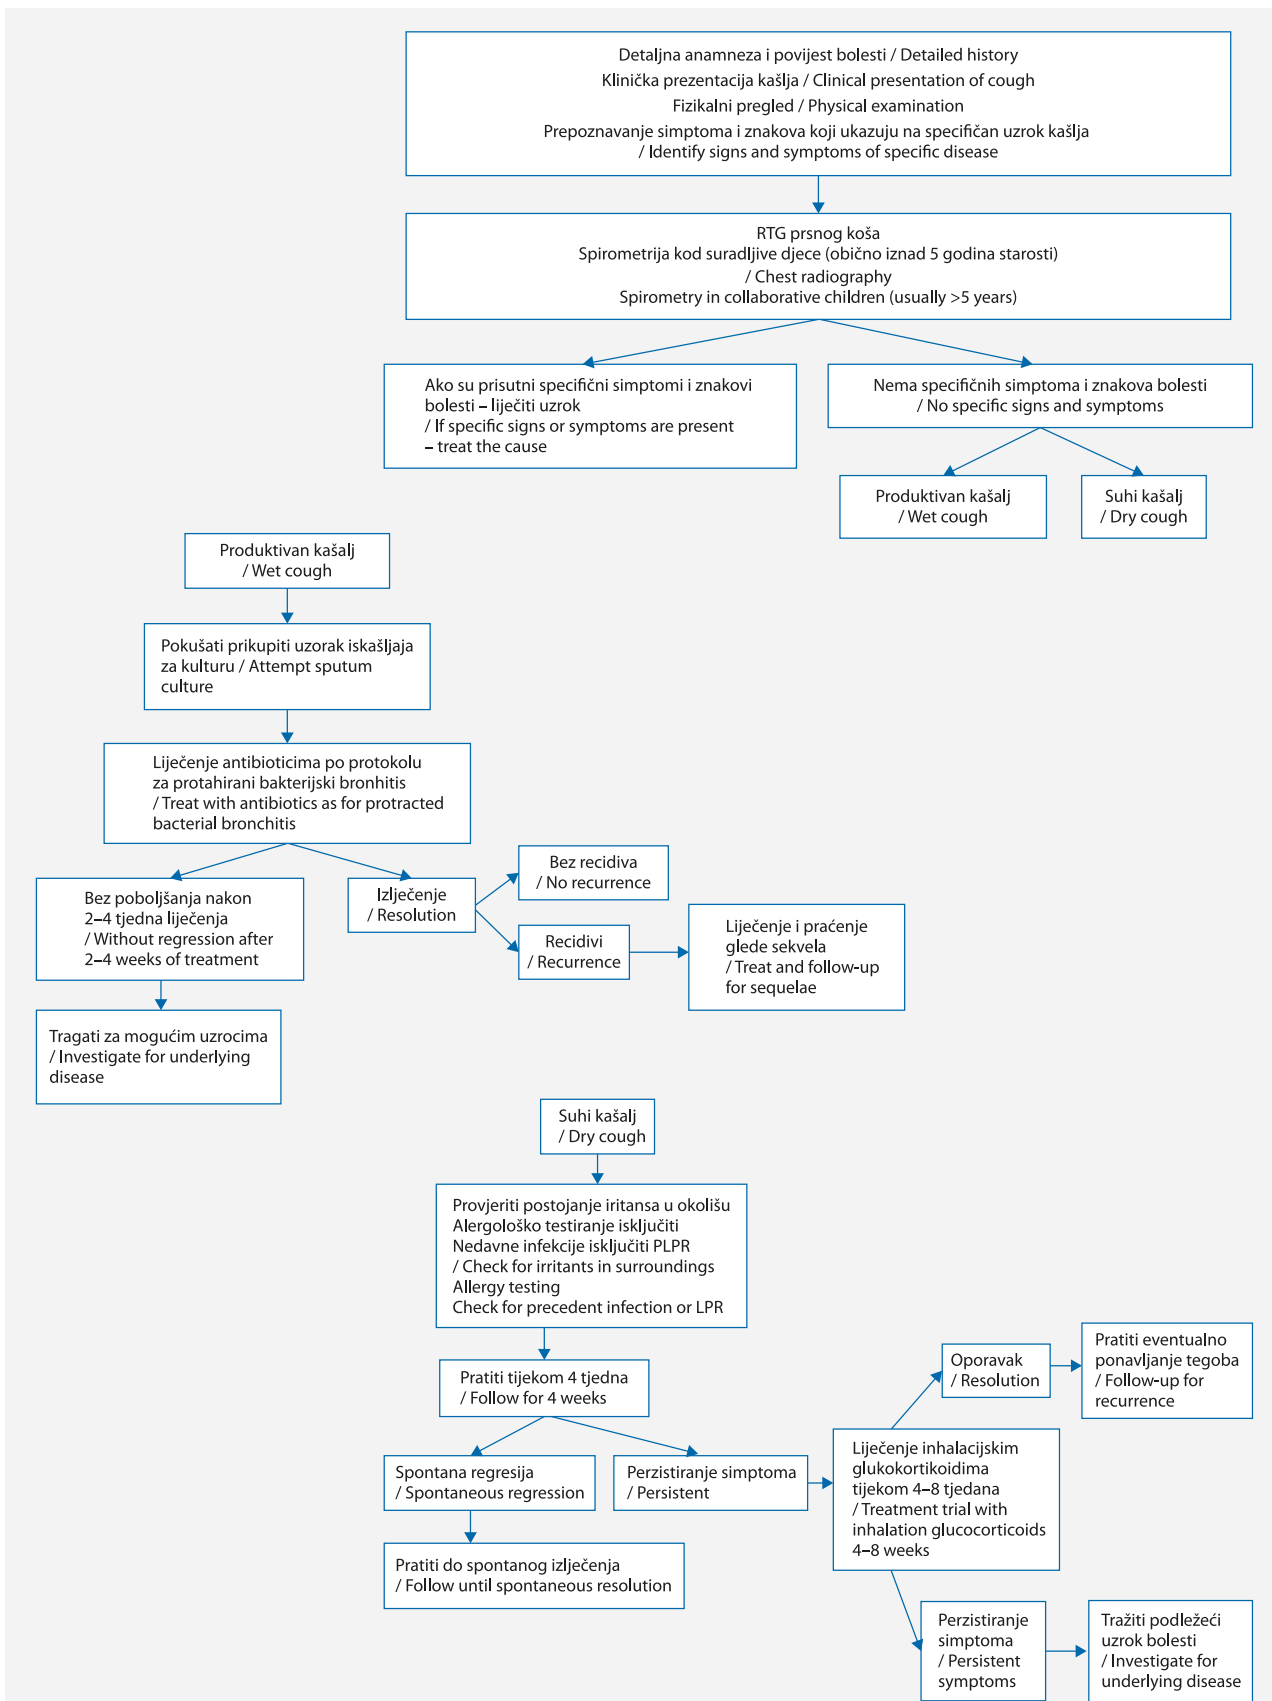 Detaljna anamneza i povijest bolesti / Detailed history
Klinička prezentacija kašlja / Clinical presentation of cough
Fizikalni pregled / Physical examination
Prepoznavanje simptoma i znakova koji ukazuju na specifičan uzrok kašlja
/ Identify signs and symptoms of specific disease
RTG prsnog koša
Spirometrija kod suradljive djece (obično iznad 5 godina starosti)
/ Chest radiography
Spirometry in collaborative children (usually >5 years)
Ako su prisutni specifični simptomi i znakovi
bolesti – liječiti uzrok
/ If specific signs or symptoms are present
– treat the cause
Nema specifičnih simptoma i znakova bolesti
/ No specific signs and symptoms
Produktivan kašalj
/ Wet cough
Suhi kašalj
/ Dry cough
Produktivan kašalj
/ Wet cough
Pokušati prikupiti uzorak iskašljaja
za kulturu / Attempt sputum
culture
Liječenje antibioticima po protokolu
za protahirani bakterijski bronhitis
/ Treat with antibiotics as for protracted
bacterial bronchitis
Bez poboljšanja nakon
2–4 tjedna liječenja
/ Without regression after
2–4 weeks of treatment
Izlječenje
/ Resolution
Bez recidiva
/ No recurrence
Recidivi
/ Recurrence
Liječenje i praćenje
glede sekvela
/ Treat and follow-up
for sequelae
Tragati za mogućim uzrocima
/ Investigate for underlying
disease
Suhi kašalj
/ Dry cough
Provjeriti postojanje iritansa u okolišu
Alergološko testiranje isključiti
Nedavne infekcije isključiti PLPR
/ Check for irritants in surroundings
Allergy testing
Check for precedent infection or LPR
Pratiti tijekom 4 tjedna
/ Follow for 4 weeks
Spontana regresija
/ Spontaneous regression
Perzistiranje simptoma
/ Persistent
Pratiti do spontanog izlječenja
/ Follow until spontaneous resolution
Liječenje inhalacijskim
glukokortikoidima
tijekom 4–8 tjedana
/ Treatment trial with
inhalation glucocorticoids
4–8 weeks
Oporavak
/ Resolution
Pratiti eventualno
ponavljanje tegoba
/ Follow-up for
recurrence
Perzistiranje
simptoma
/ Persistent
symptoms
Tražiti podležeći
uzrok bolesti
/ Investigate for
underlying disease